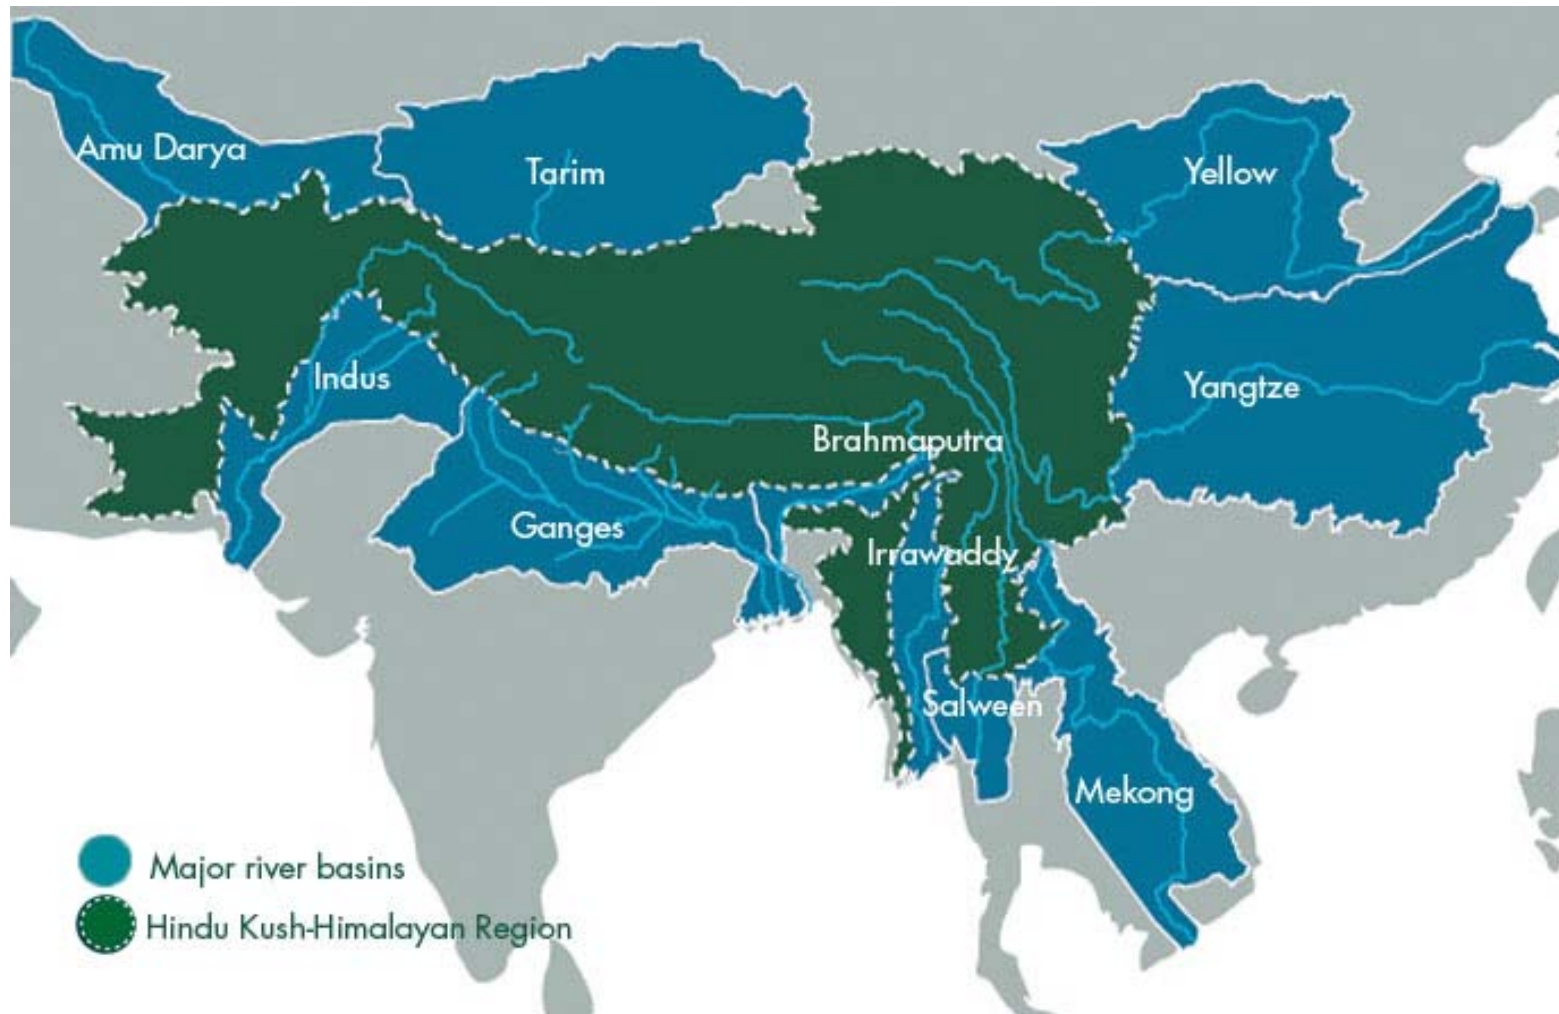 Amu Darya
Tarim
Yellow
Indus
Yangtze
Brahmaputra
Ganges
Irrawaddy
Salween
Mekong
Major river basins
Hindu Kush-Himalayan Region